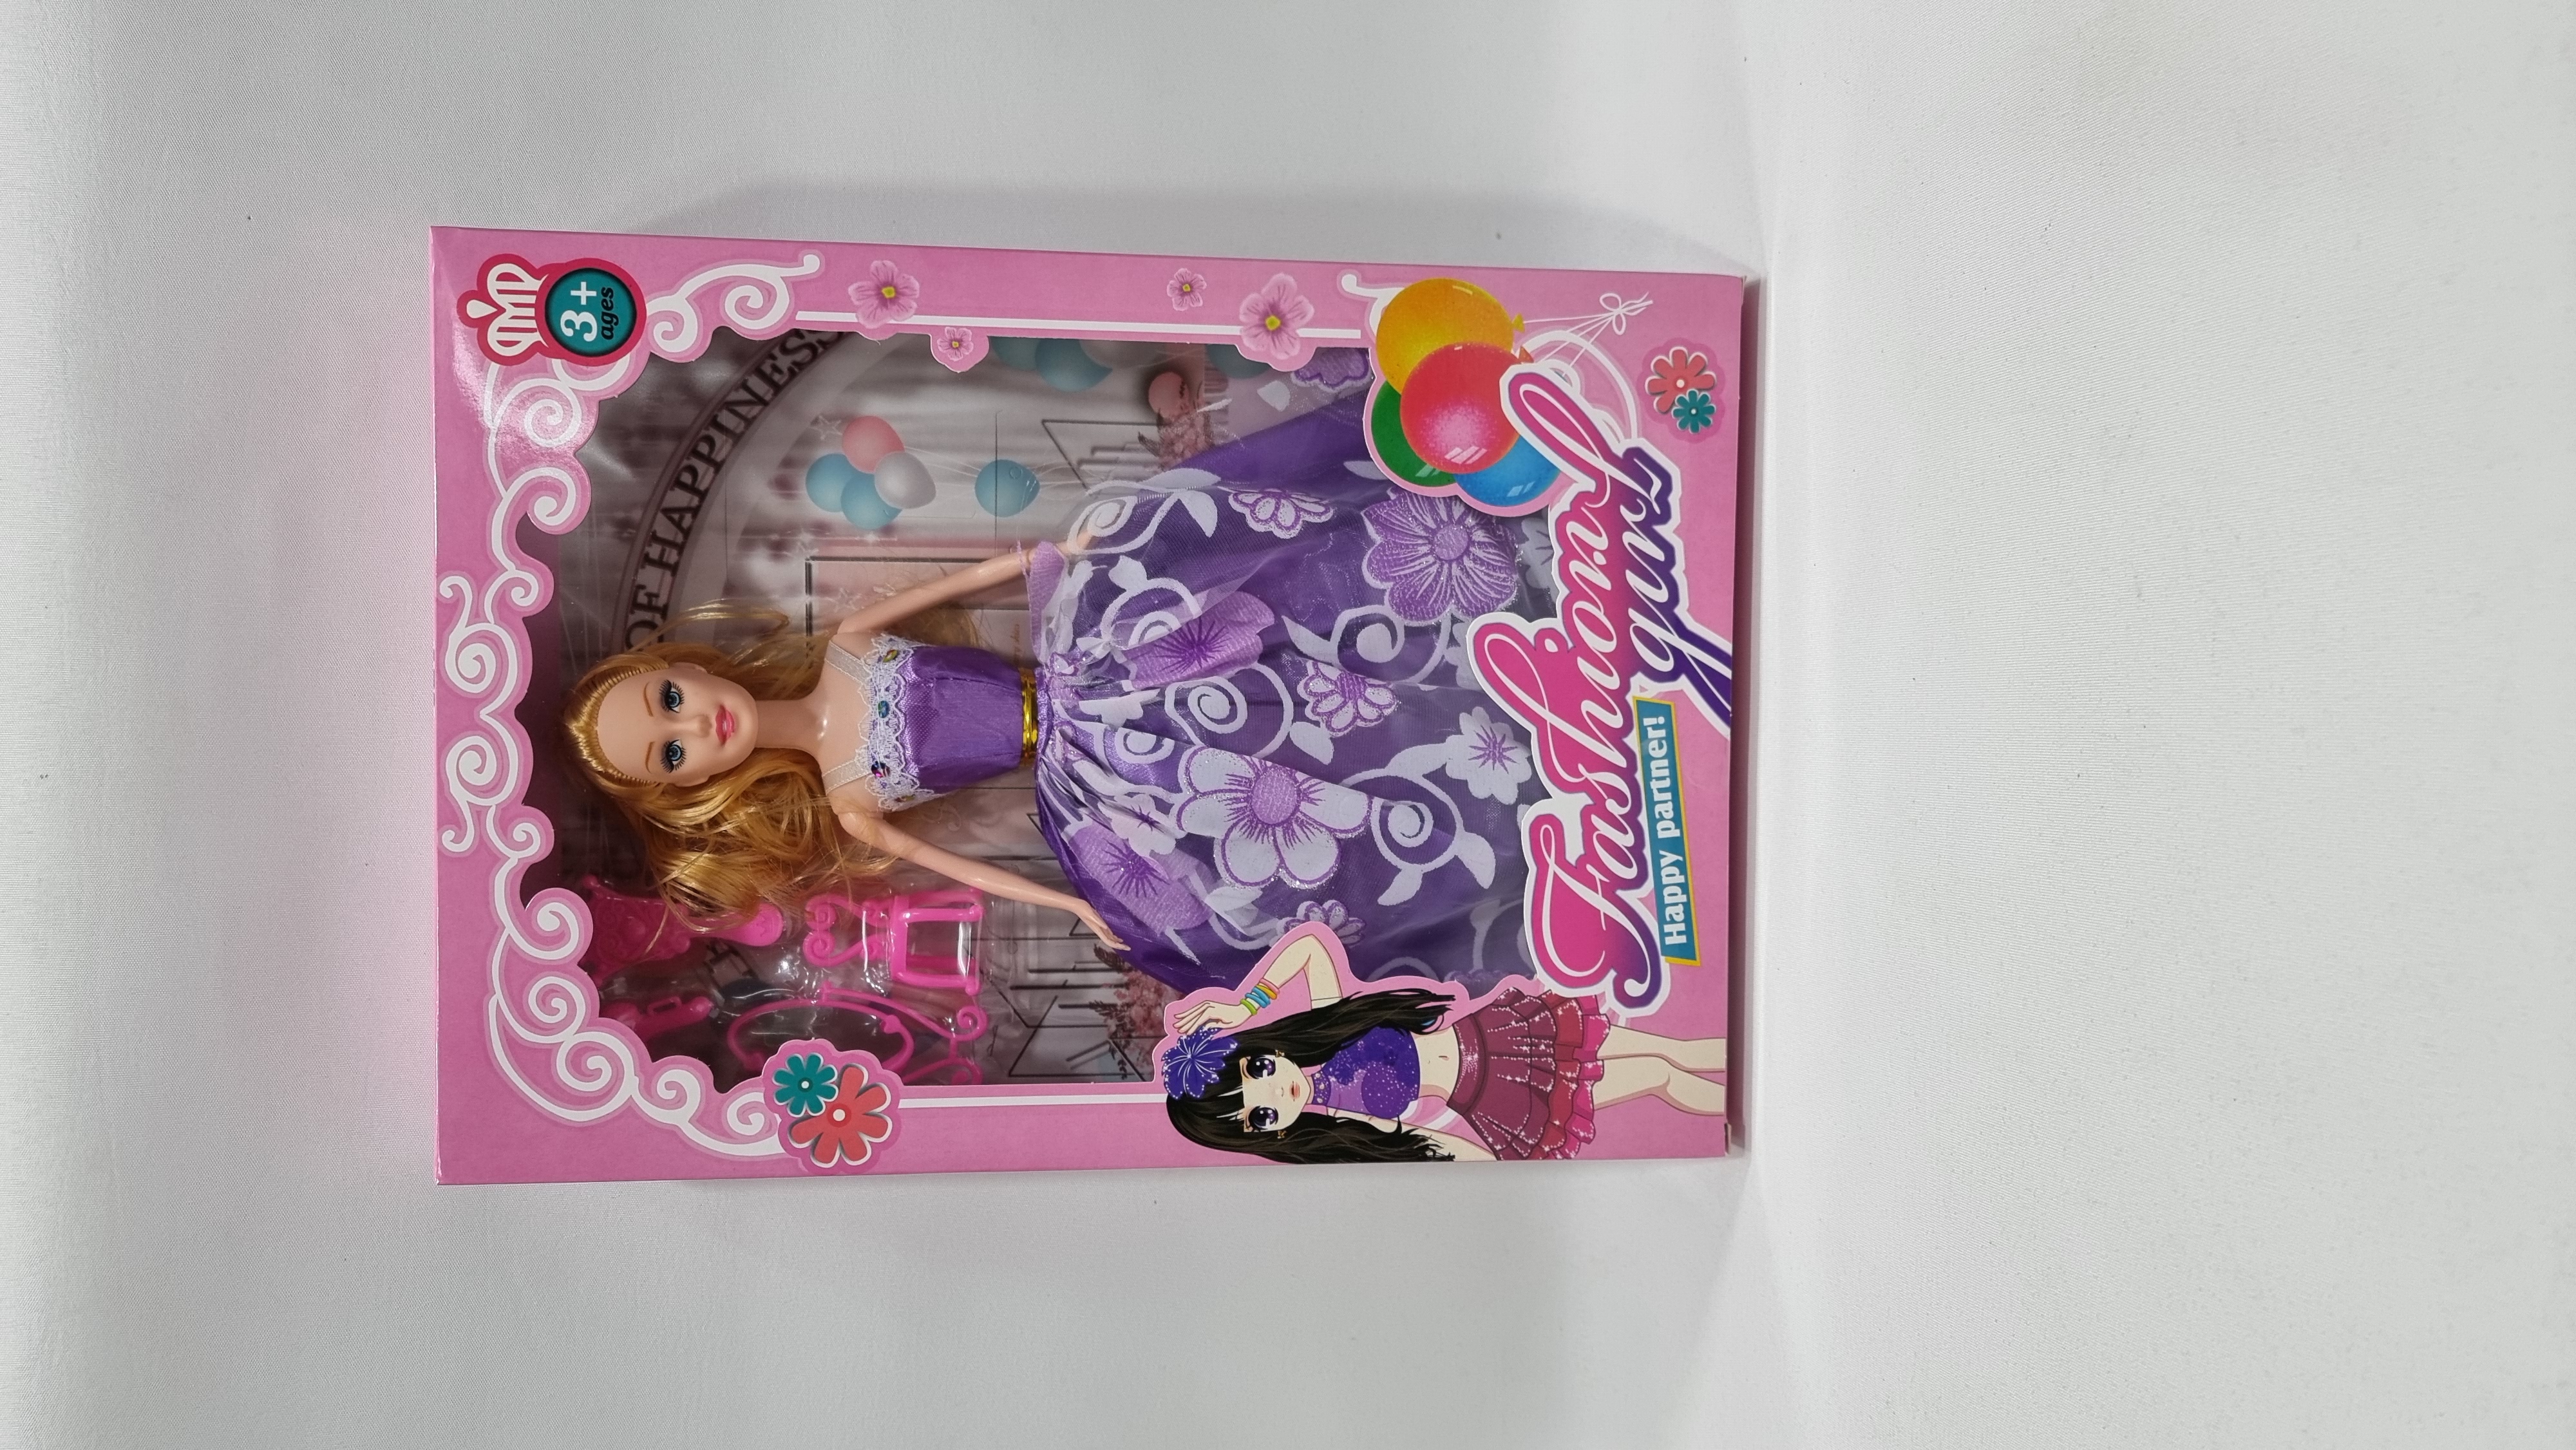 3+
ages
OF HAPPINESS
Fashion
girl
Happy partner!